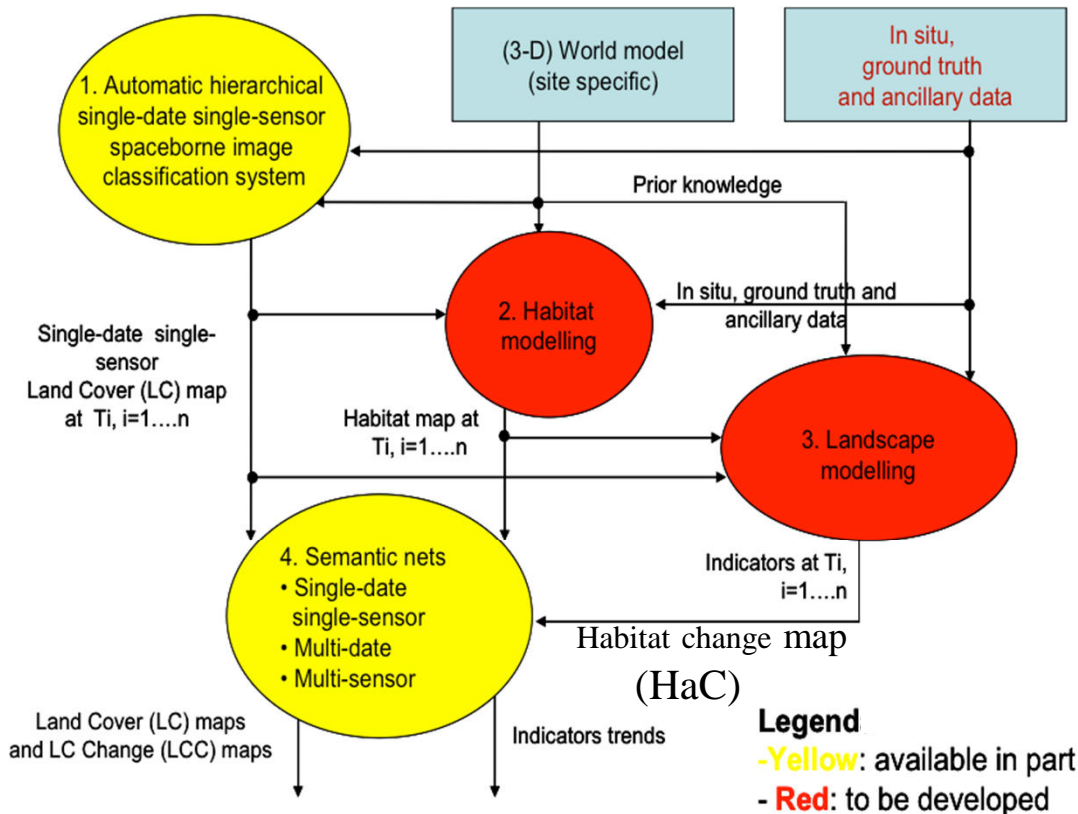 1. Automatic hierarchical
single-date single-sensor
spaceborne image
classification system
(3-D) World model
(site specific)
In situ,
ground truth
and ancillary data
Prior knowledge
2. Habitat
modelling
In situ, ground truth and
ancillary data
Single-date single-
sensor
Land Cover (LC) map
at Ti, i=1....n
Habitat map at
Ti, i=1....n
3. Landscape
modelling
4. Semantic nets
• Single-date
single-sensor
• Multi-date
• Multi-sensor
Indicators at Ti,
i=1....n
Habitat change map
(HaC)
Land Cover (LC) maps
and LC Change (LCC) maps
Indicators trends
Legend
-Yellow: available in part
- Red: to be developed